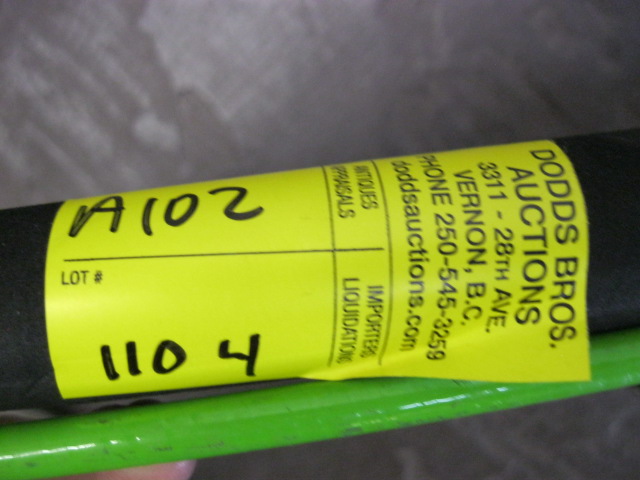 DODDS BROS.
AUCTIONS
3311 - 28TH AVE.
VERNON, B.C.
PHONE 250-545-3259
doddsauctions.com
ANTIQUES
APPRAISALS
IMPORTERS
LIQUIDATIONS
A102
LOT #
1104